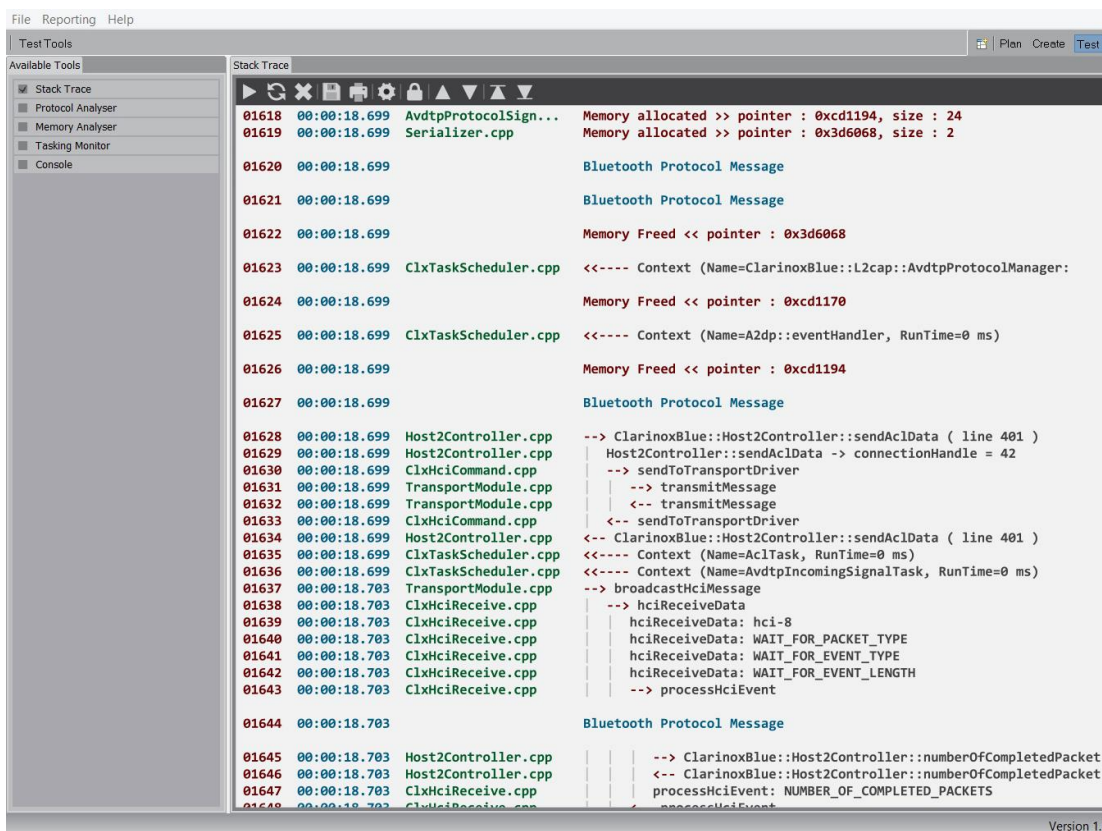 File Reporting Help
Test Tools
Plan Create Test
Available Tools
Stack Trace
Protocol Analyser
Memory Analyser
Tasking Monitor
Console
Stack Trace
01618 00:00:18.699 AvdtpProtocolSign... Memory allocated >> pointer : 0xcd1194, size : 24
01619 00:00:18.699 Serializer.cpp Memory allocated >> pointer : 0x3d6068, size : 2
01620 00:00:18.699 Bluetooth Protocol Message
01621 00:00:18.699 Bluetooth Protocol Message
01622 00:00:18.699 Memory Freed << pointer : 0x3d6068
01623 00:00:18.699 ClxTaskScheduler.cpp <<---- Context (Name=ClarinoxBlue::L2cap::AvdtpProtocolManager:
01624 00:00:18.699 Memory Freed << pointer : 0xcd1170
01625 00:00:18.699 ClxTaskScheduler.cpp <<---- Context (Name=A2dp::eventHandler, RunTime=0 ms)
01626 00:00:18.699 Memory Freed << pointer : 0xcd1194
01627 00:00:18.699 Bluetooth Protocol Message
01628 00:00:18.699 Host2Controller.cpp --> ClarinoxBlue::Host2Controller::sendAclData ( line 401 )
01629 00:00:18.699 Host2Controller.cpp Host2Controller::sendAclData -> connectionHandle = 42
01630 00:00:18.699 ClxHciCommand.cpp --> sendToTransportDriver
01631 00:00:18.699 TransportModule.cpp --> transmitMessage
01632 00:00:18.699 TransportModule.cpp <-- transmitMessage
01633 00:00:18.699 ClxHciCommand.cpp <-- sendToTransportDriver
01634 00:00:18.699 Host2Controller.cpp <-- ClarinoxBlue::Host2Controller::sendAclData ( line 401 )
01635 00:00:18.699 ClxTaskScheduler.cpp <<---- Context (Name=AclTask, RunTime=0 ms)
01636 00:00:18.699 ClxTaskScheduler.cpp <<---- Context (Name=AvdtpIncomingSignalTask, RunTime=0 ms)
01637 00:00:18.703 TransportModule.cpp --> broadcastHciMessage
01638 00:00:18.703 ClxHciReceive.cpp --> hciReceiveData
01639 00:00:18.703 ClxHciReceive.cpp hciReceiveData: hci-8
01640 00:00:18.703 ClxHciReceive.cpp hciReceiveData: WAIT_FOR_PACKET_TYPE
01641 00:00:18.703 ClxHciReceive.cpp hciReceiveData: WAIT_FOR_EVENT_TYPE
01642 00:00:18.703 ClxHciReceive.cpp hciReceiveData: WAIT_FOR_EVENT_LENGTH
01643 00:00:18.703 ClxHciReceive.cpp --> processHciEvent
01644 00:00:18.703 Bluetooth Protocol Message
01645 00:00:18.703 Host2Controller.cpp --> ClarinoxBlue::Host2Controller::numberOfCompletedPacket
01646 00:00:18.703 Host2Controller.cpp <-- ClarinoxBlue::Host2Controller::numberOfCompletedPacket
01647 00:00:18.703 ClxHciReceive.cpp processHciEvent: NUMBER_OF_COMPLETED_PACKETS
01648 00:00:18.703 ClxHciReceive.cpp <-- processHciEvent
Version 1.